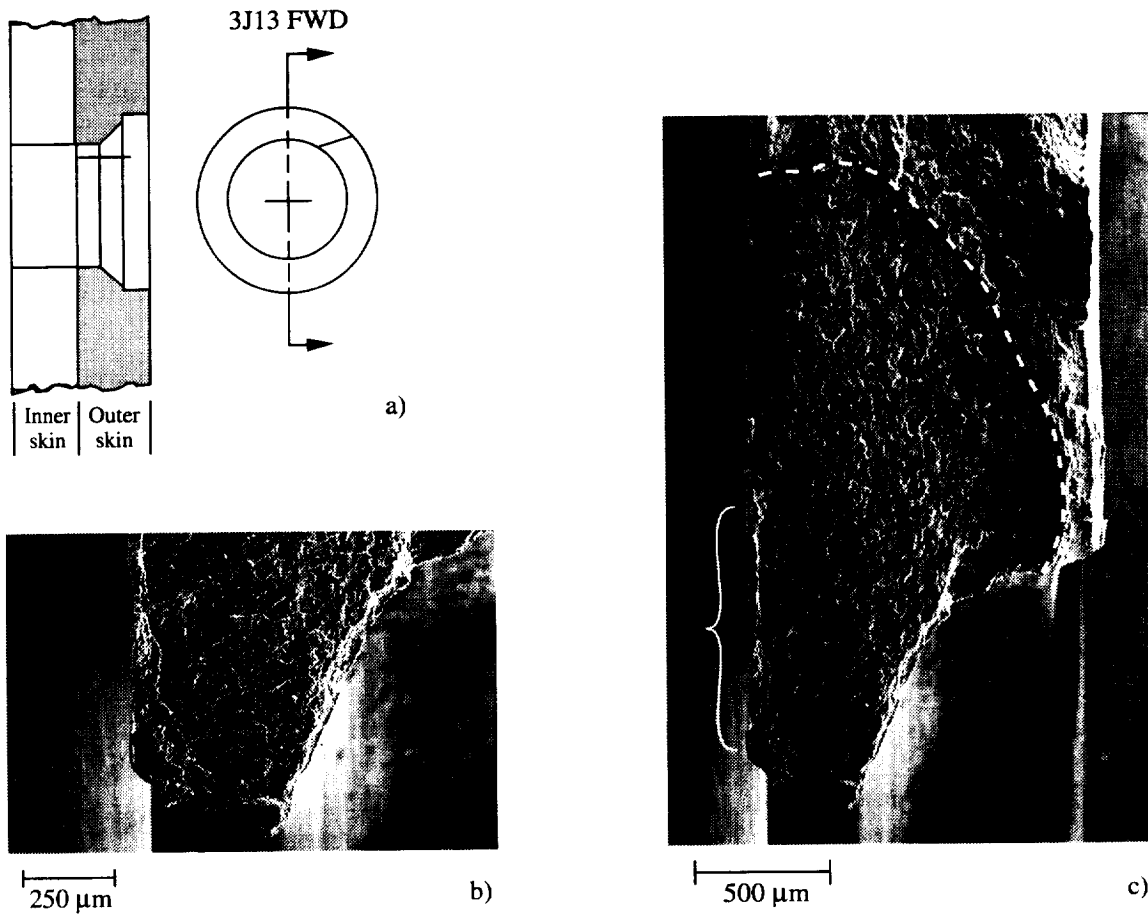 3J13 FWD
Inner
skin
Outer
skin
a)
250 μm
b)
500 μm
c)